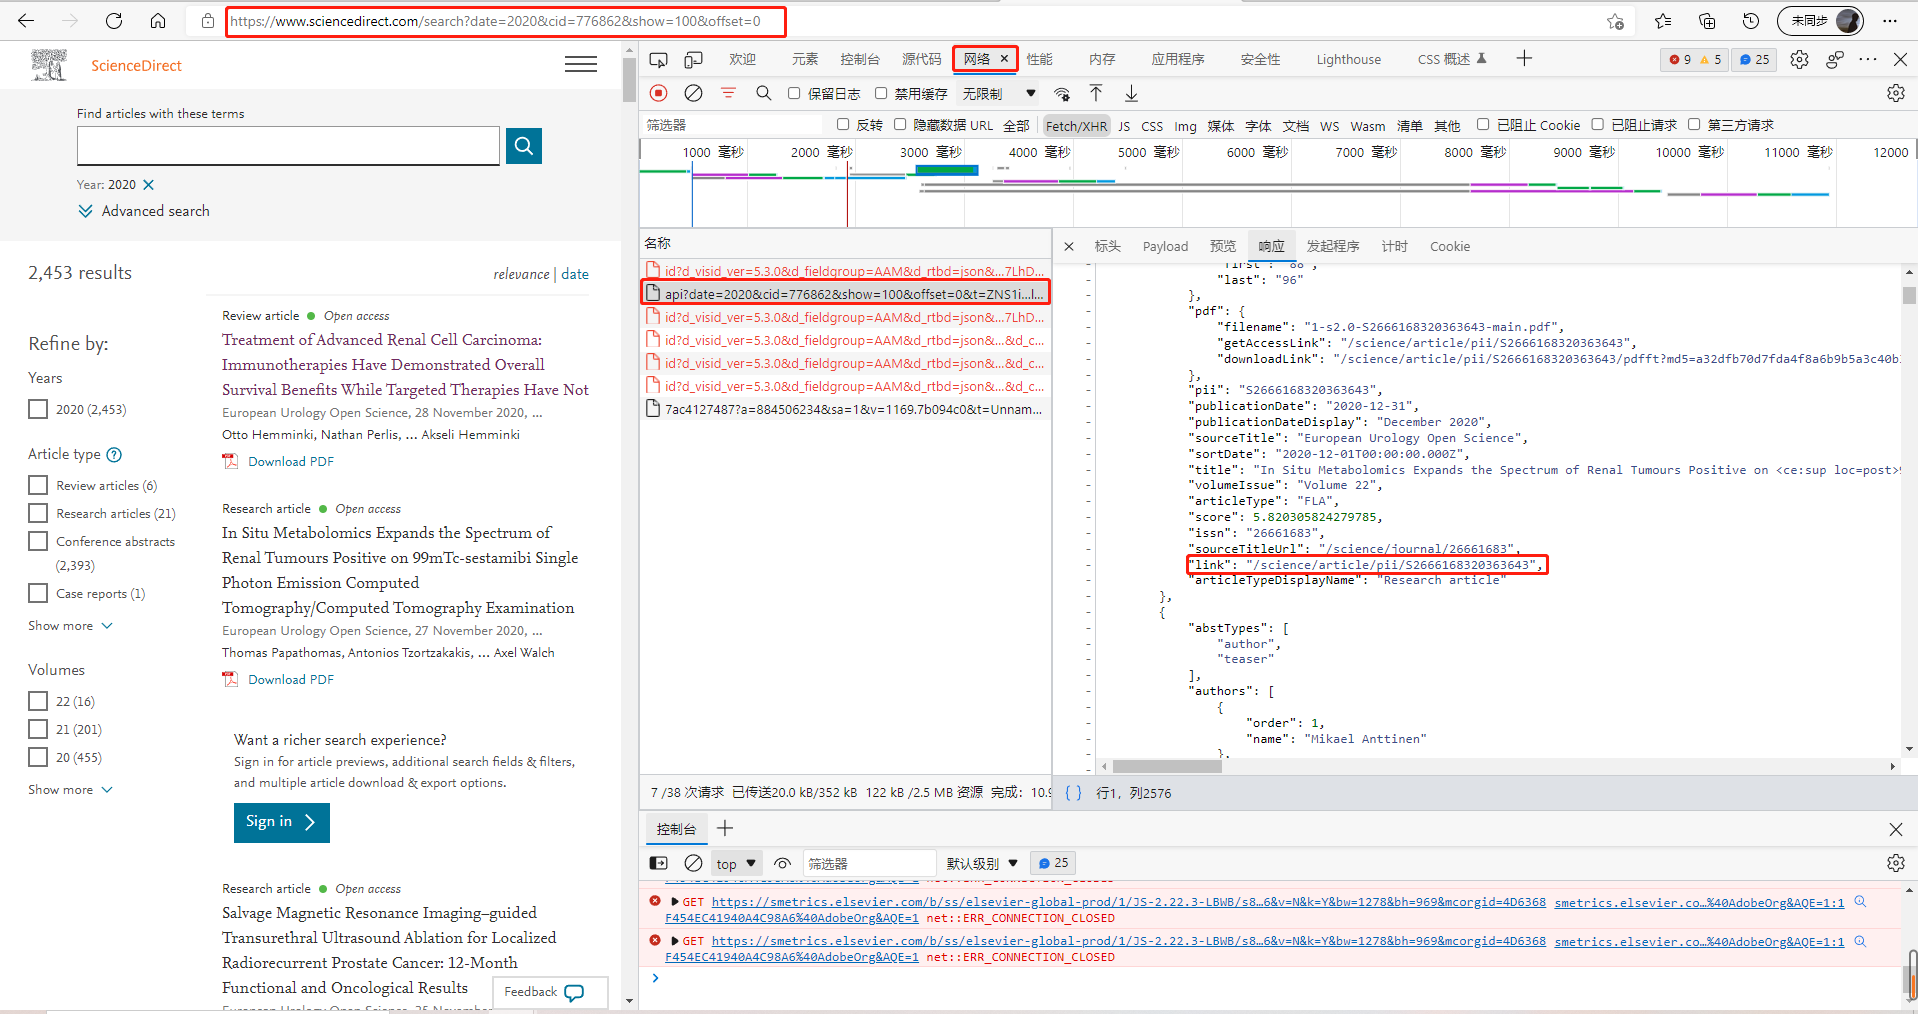 https://www.sciencedirect.com/search?date=2020&cid=776862&show=100&offset=0
未同步
ScienceDirect
Find articles with these terms
Year: 2020
Advanced search
2,453 results
relevance | date
Refine by:
Years
2020 (2,453)
Article type
Review articles (6)
Research articles (21)
Conference abstracts
(2,393)
Case reports (1)
Show more
Volumes
22 (16)
21 (201)
20 (455)
Show more
Review article Open access
Treatment of Advanced Renal Cell Carcinoma:
Immunotherapies Have Demonstrated Overall
Survival Benefits While Targeted Therapies Have Not
European Urology Open Science, 28 November 2020, ...
Otto Hemminki, Nathan Perlis, ... Akseli Hemminki
Download PDF
Research article Open access
In Situ Metabolomics Expands the Spectrum of
Renal Tumours Positive on 99mTc-sestamibi Single
Photon Emission Computed
Tomography/Computed Tomography Examination
European Urology Open Science, 27 November 2020, ...
Thomas Papathomas, Antonios Tzortzakakis, ... Axel Walch
Download PDF
Want a richer search experience?
Sign in for article previews, additional search fields & filters,
and multiple article download & export options.
Sign in
Research article Open access
Salvage Magnetic Resonance Imaging–guided
Transurethral Ultrasound Ablation for Localized
Radiorecurrent Prostate Cancer: 12-Month
Functional and Oncological Results
European Urology Open Science, 25 November
Feedback
欢迎 元素 控制台 源代码 网络 性能 内存 应用程序 安全性 Lighthouse CSS 概述
9 5 25
保留日志 禁用缓存 无限制
筛选器 反转 隐藏数据 URL 全部 Fetch/XHR JS CSS Img 媒体 字体 文档 WS Wasm 清单 其他 已阻止 Cookie 已阻止请求 第三方请求
1000 毫秒 2000 毫秒 3000 毫秒 4000 毫秒 5000 毫秒 6000 毫秒 7000 毫秒 8000 毫秒 9000 毫秒 10000 毫秒 11000 毫秒 12000
名称
id?d_visid_ver=5.3.0&d_fieldgroup=AAM&d_rtbd=json&...7LhD...
api?date=2020&cid=776862&show=100&offset=0&t=ZNS1i...l...
id?d_visid_ver=5.3.0&d_fieldgroup=AAM&d_rtbd=json&...7LhD...
id?d_visid_ver=5.3.0&d_fieldgroup=AAM&d_rtbd=json&...&d_c...
id?d_visid_ver=5.3.0&d_fieldgroup=AAM&d_rtbd=json&...&d_c...
id?d_visid_ver=5.3.0&d_fieldgroup=AAM&d_rtbd=json&...&d_c...
7ac4127487?a=884506234&sa=1&v=1169.7b094c0&t=Unnam...
7 /38 次请求 已传送20.0 kB/352 kB 122 kB /2.5 MB 资源 完成: 10.9
标头 Payload 预览 响应 发起程序 计时 Cookie
"first": "88",
"last": "96"
},
"pdf": {
"filename": "1-s2.0-S2666168320363643-main.pdf",
"getAccessLink": "/science/article/pii/S2666168320363643",
"downloadLink": "/science/article/pii/S2666168320363643/pdfft?md5=a32dfb70d7fda4f8a6b9b5a3c40b
},
"pii": "S2666168320363643",
"publicationDate": "2020-12-31",
"publicationDateDisplay": "December 2020",
"sourceTitle": "European Urology Open Science",
"sortDate": "2020-12-01T00:00:00.000Z",
"title": "In Situ Metabolomics Expands the Spectrum of Renal Tumours Positive on <ce:sup loc=post>
"volumeIssue": "Volume 22",
"articleType": "FLA",
"score": 5.820305824279785,
"issn": "26661683",
"sourceTitleUrl": "/science/journal/26661683",
"link": "/science/article/pii/S2666168320363643",
"articleTypeDisplayName": "Research article"
},
{
"abstTypes": [
"author",
"teaser"
],
"authors": [
{
"order": 1,
"name": "Mikael Anttinen"
},
{ } 行1，列2576
控制台
top 筛选器 默认级别 25
GET https://smetrics.elsevier.com/b/ss/elsevier-global-prod/1/JS-2.22.3-LBWB/s8…6&v=N&k=Y&bw=1278&bh=969&mcorgid=4D6368 smetrics.elsevier.co…%40AdobeOrg&AQE=1:1
F454EC41940A4C98A6%40AdobeOrg&AQE=1 net::ERR_CONNECTION_CLOSED
GET https://smetrics.elsevier.com/b/ss/elsevier-global-prod/1/JS-2.22.3-LBWB/s8…6&v=N&k=Y&bw=1278&bh=969&mcorgid=4D6368 smetrics.elsevier.co…%40AdobeOrg&AQE=1:1
F454EC41940A4C98A6%40AdobeOrg&AQE=1 net::ERR_CONNECTION_CLOSED